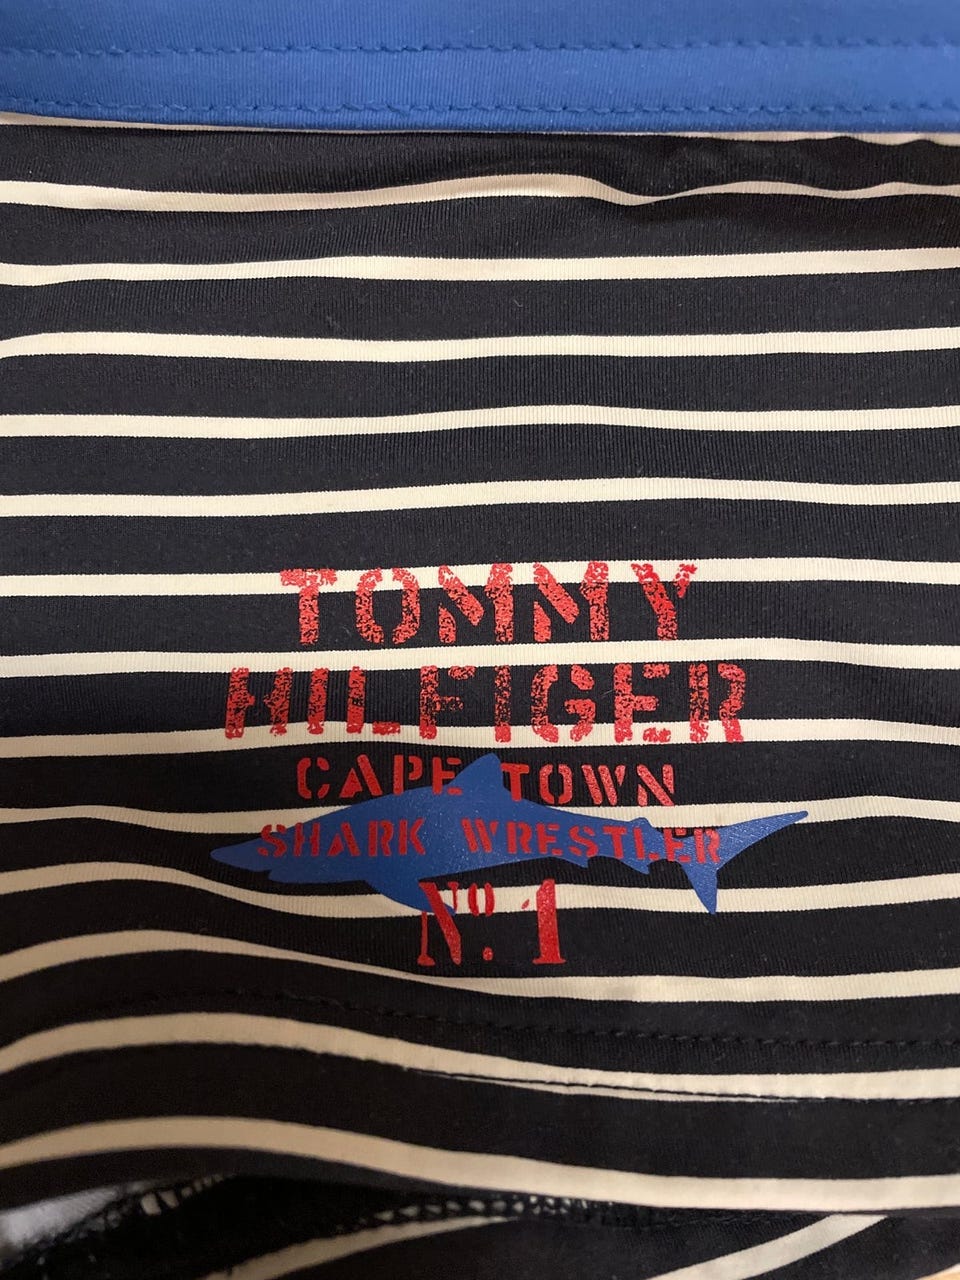 TOMMY
HILFIGER
CAPE TOWN
SHARK WRESTLER
Nº. 1